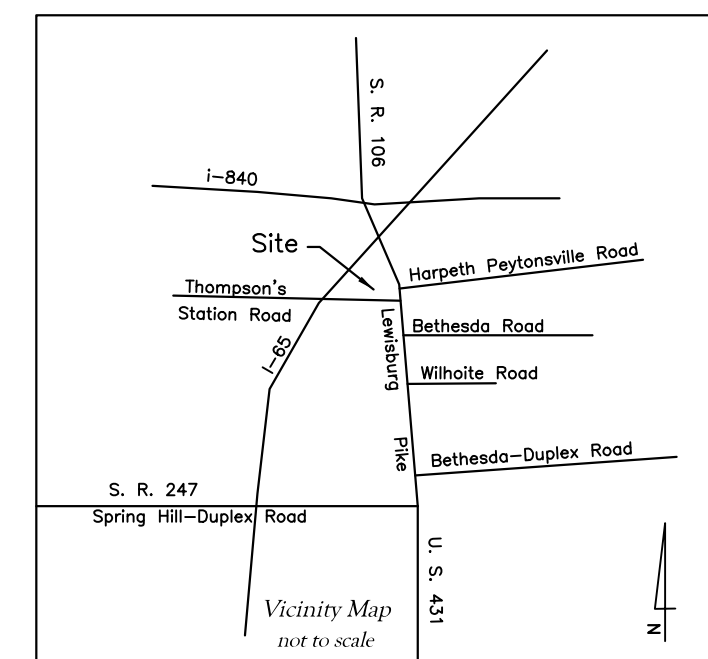 S. R. 106
i-840
Site
Harpeth Peytonsville Road
Thompson's
Station Road
Lewisburg
Bethesda Road
I-65
Wilhoite Road
Pike
Bethesda-Duplex Road
S. R. 247
Spring Hill-Duplex Road
U. S. 431
Vicinity Map
not to scale
N